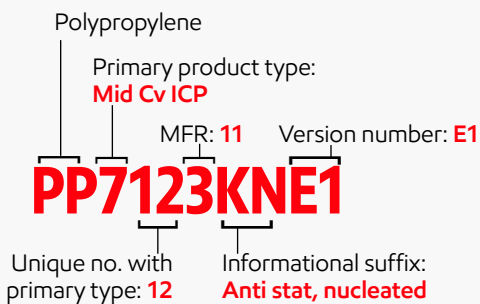 Polypropylene
Primary product type:
Mid Cv ICP
MFR: 11
Version number: E1
PP7123KNE1
Unique no. with
primary type: 12
Informational suffix:
Anti stat, nucleated